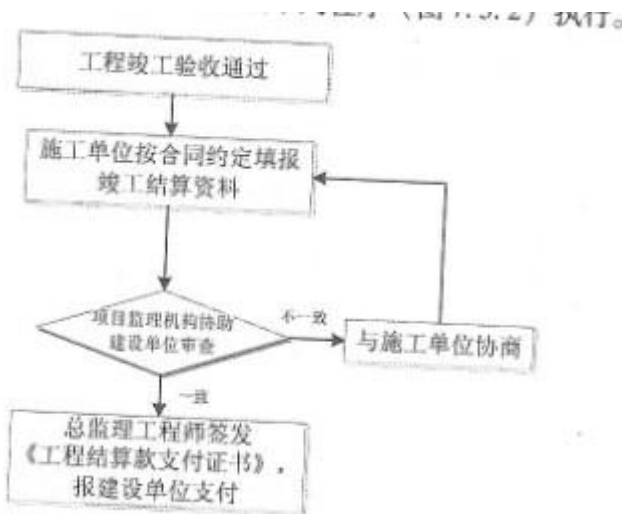 (图7.5.2)执行。
工程竣工验收通过
施工单位按合同约定填报
竣工结算资料
项目监理机构协助
建设单位审查
不一致
与施工单位协商
一致
总监理工程师签发
《工程结算款支付证书》,
报建设单位支付